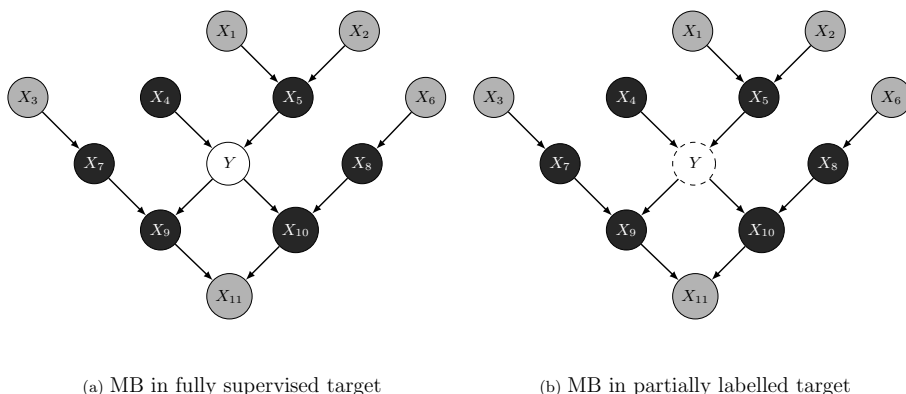 X1 X2 X1 X2
X3 X4 X5 X6 X3 X4 X5 X6
X7 Y X8 X7 Y X8
X9 X10 X9 X10
X11 X11
(a) MB in fully supervised target (b) MB in partially labelled target